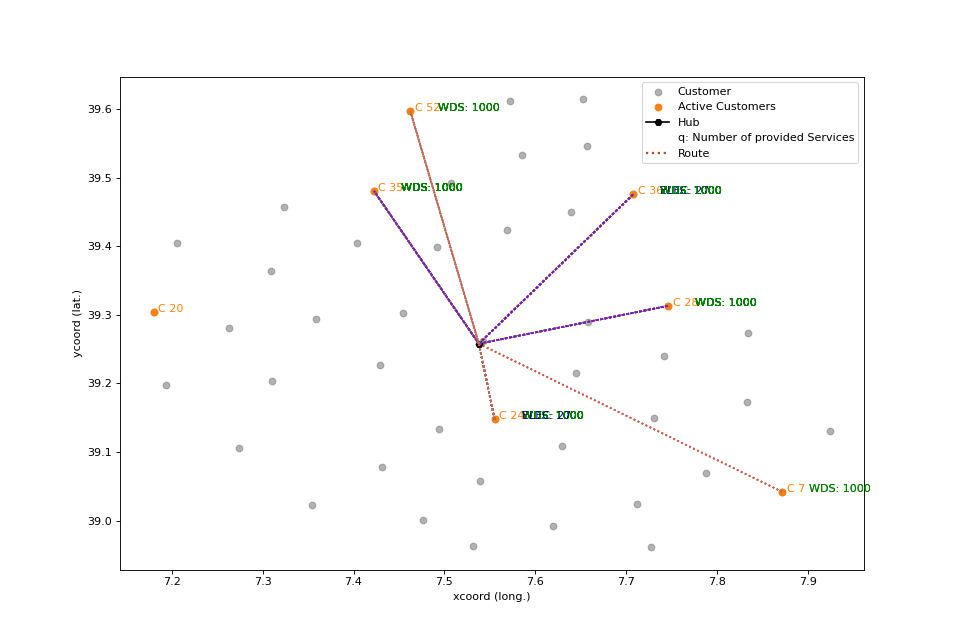 Customer
Active Customers
Hub
q: Number of provided Services
Route
39.6
39.5
39.4
39.3
39.2
39.1
39.0
ycoord (lat.)
C 52 WDS: 1000
C 35 WDS: 1000
C 36
C 20
C 28 WDS: 1000
C 24
C 7 WDS: 1000
7.2 7.3 7.4 7.5 7.6 7.7 7.8 7.9
xcoord (long.)